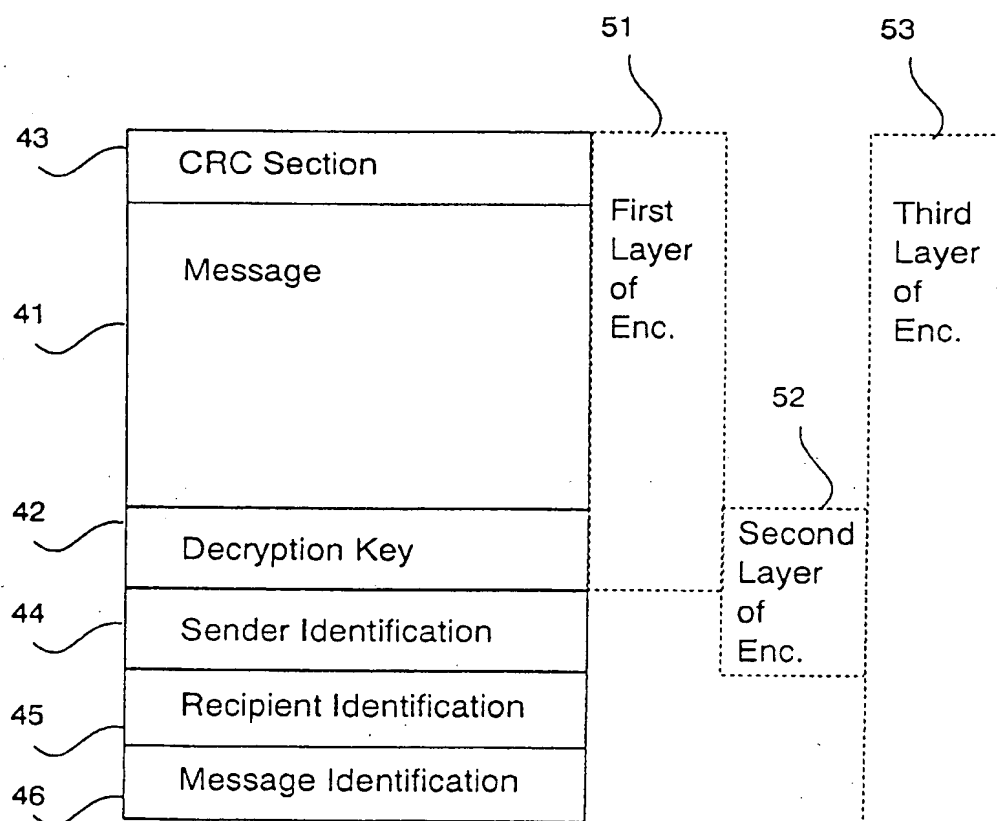 51
53
43
CRC Section
First
Layer
of
Enc.
Third
Layer
of
Enc.
Message
41
52
42
Decryption Key
Second
Layer
of
Enc.
44
Sender Identification
45
Recipient Identification
46
Message Identification